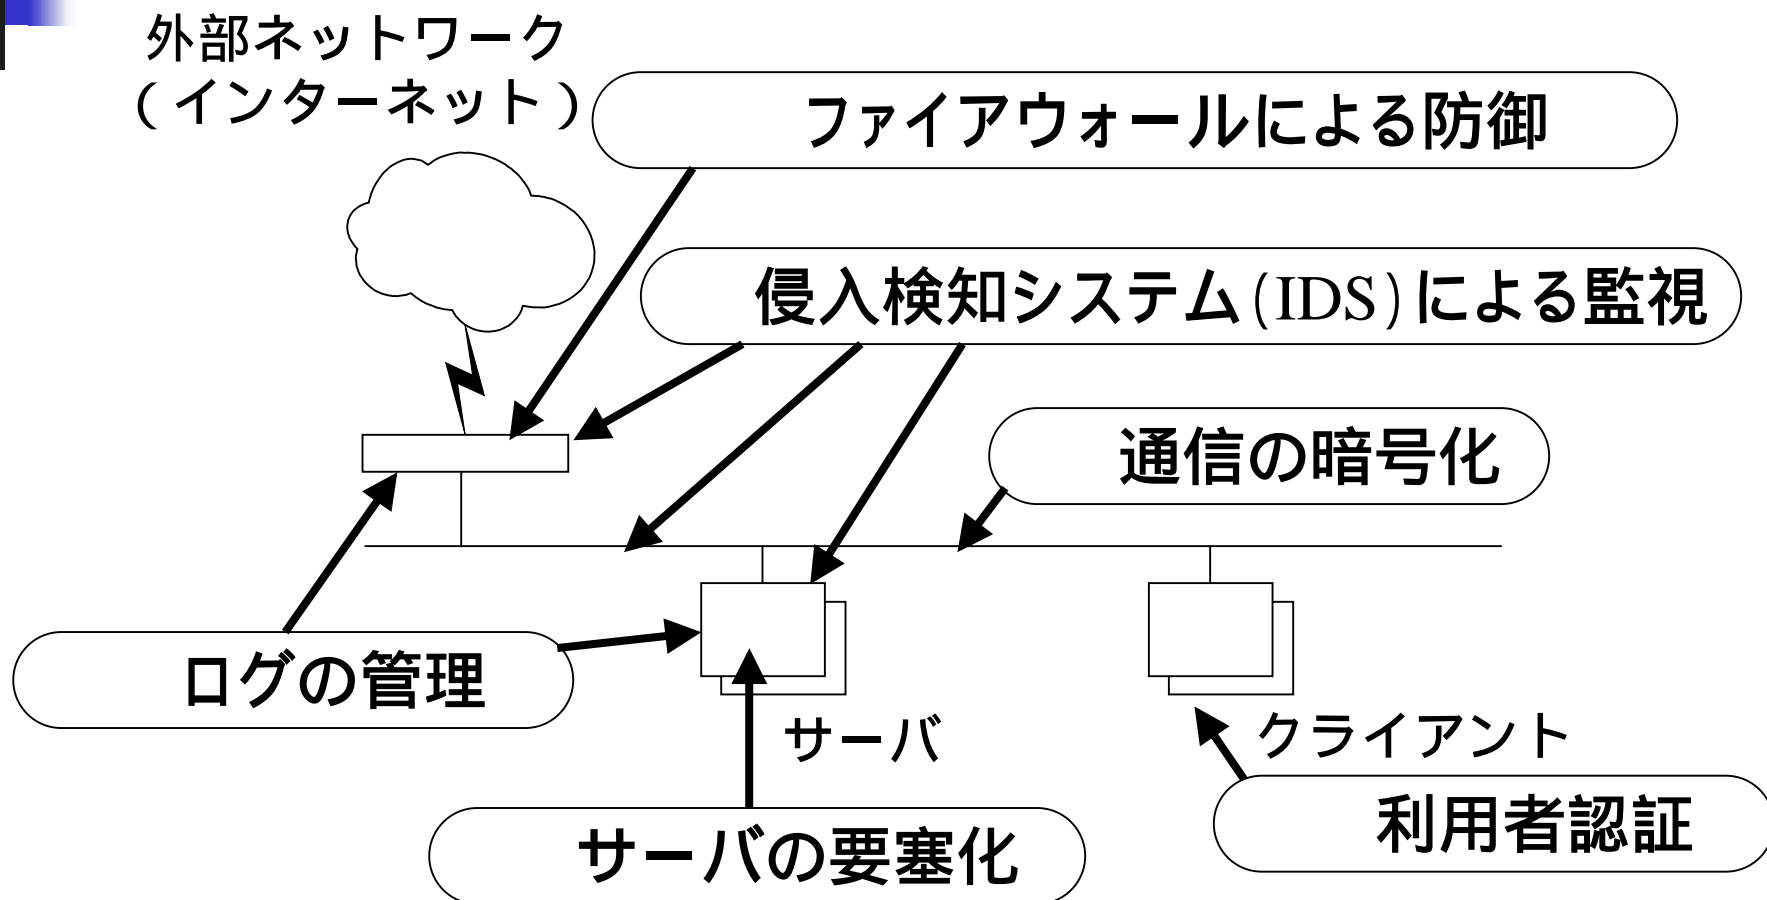 外部ネットワーク
(インターネット)
ファイアウォールによる防御
侵入検知システム(IDS)による監視
通信の暗号化
ログの管理
サーバ
クライアント
利用者認証
サーバの要塞化